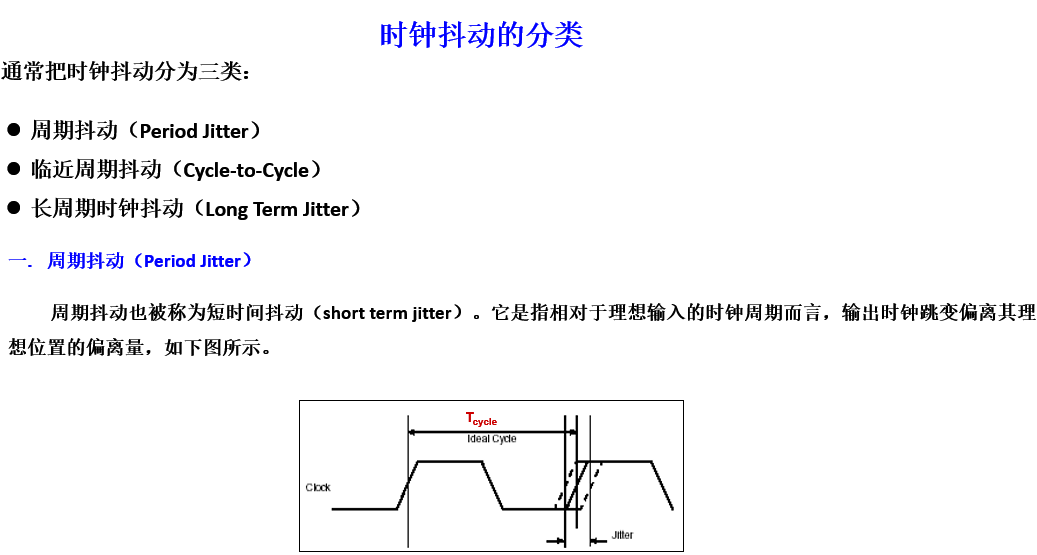 时钟抖动的分类
通常把时钟抖动分为三类：
● 周期抖动（Period Jitter）
● 临近周期抖动（Cycle-to-Cycle）
● 长周期时钟抖动（Long Term Jitter）
一． 周期抖动（Period Jitter）
周期抖动也被称为短时间抖动（short term jitter）。它是指相对于理想输入的时钟周期而言，输出时钟跳变偏离其理
想位置的偏离量，如下图所示。
Tcycle
Ideal Cycle
Clock
Jitter